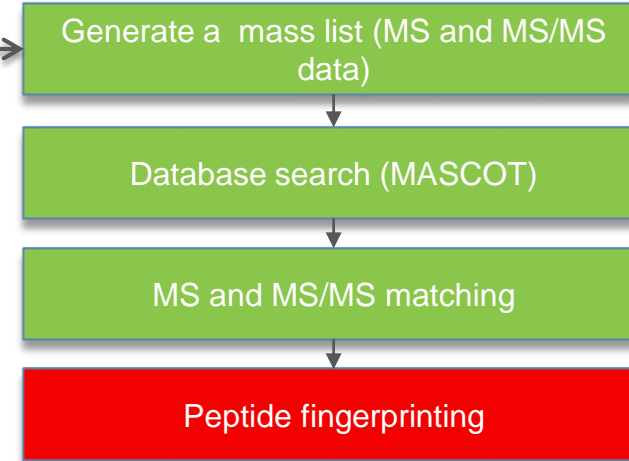 Generate a mass list (MS and MS/MS
data)
Database search (MASCOT)
MS and MS/MS matching
Peptide fingerprinting